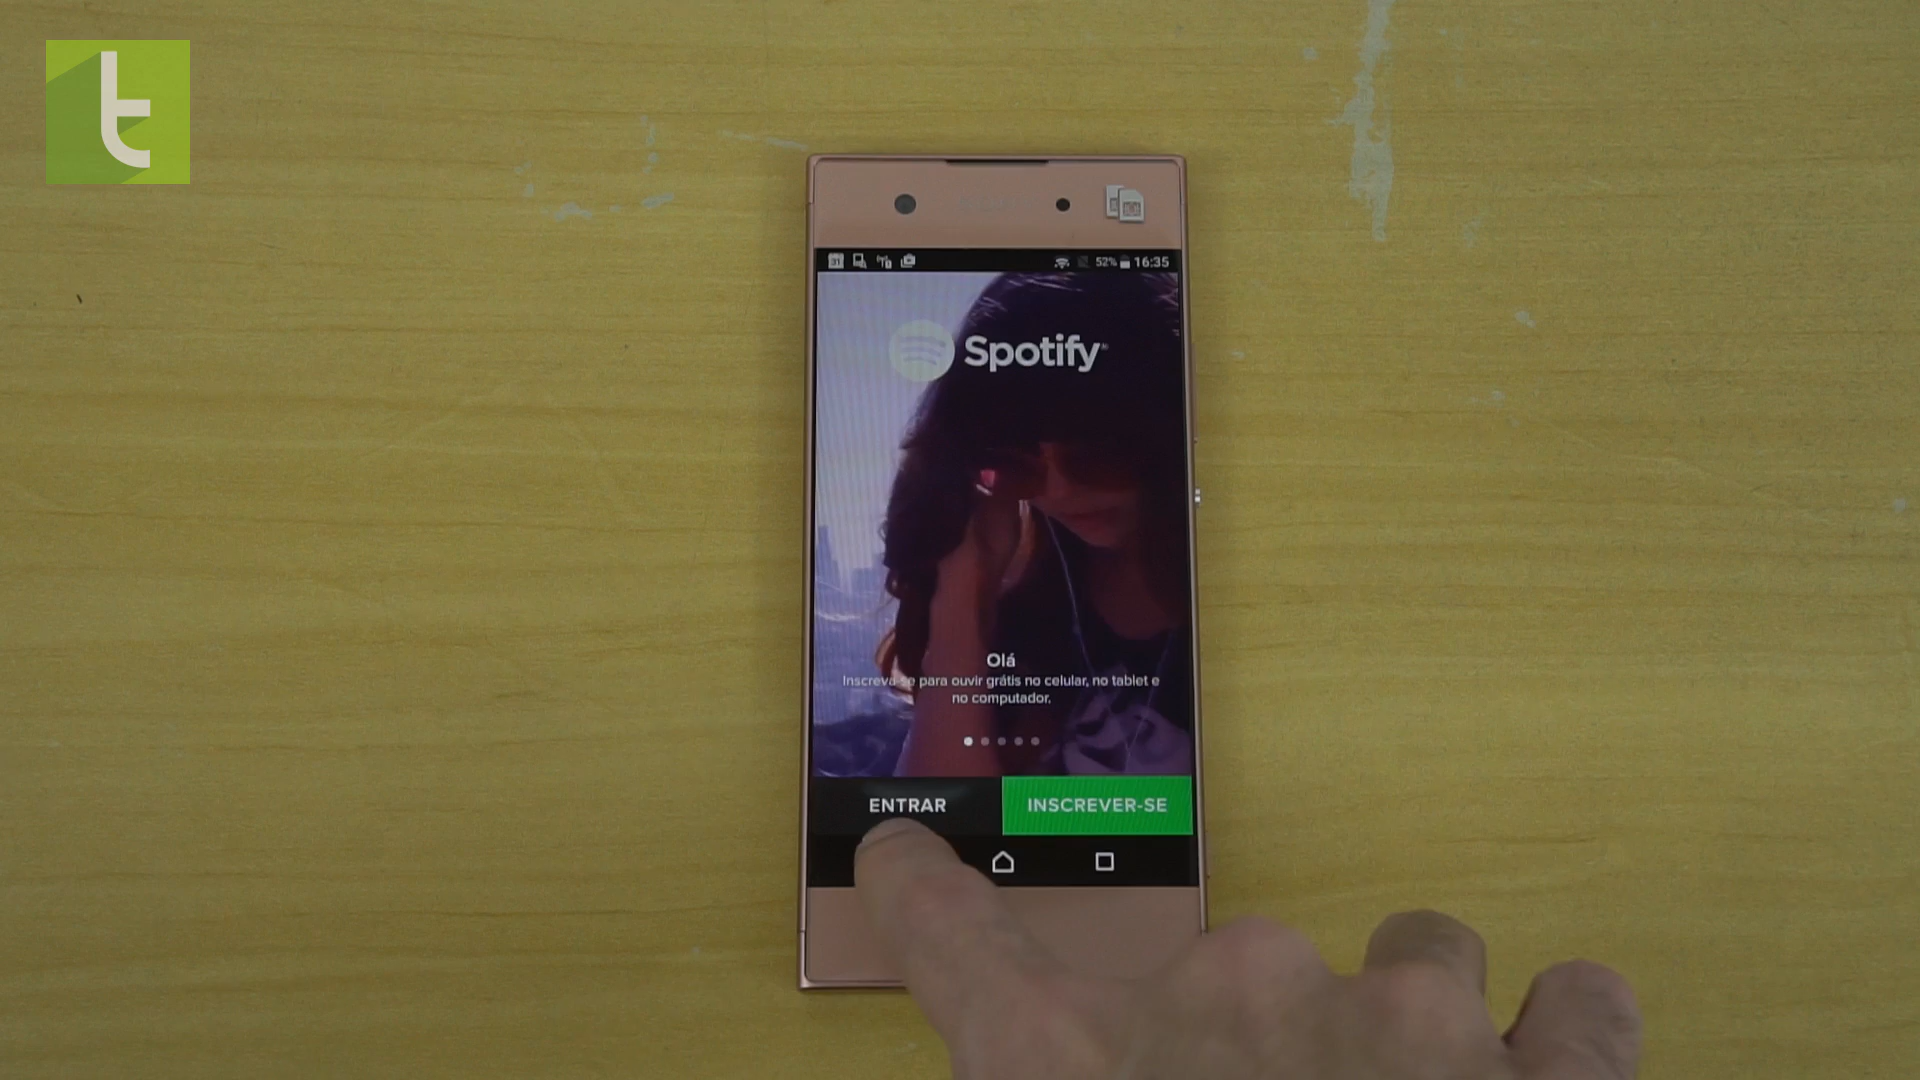 t
31
52% 16:35
Spotify
Olá
Inscreva-se para ouvir grátis no celular, no tablet e
no computador.
ENTRAR
INSCREVER-SE